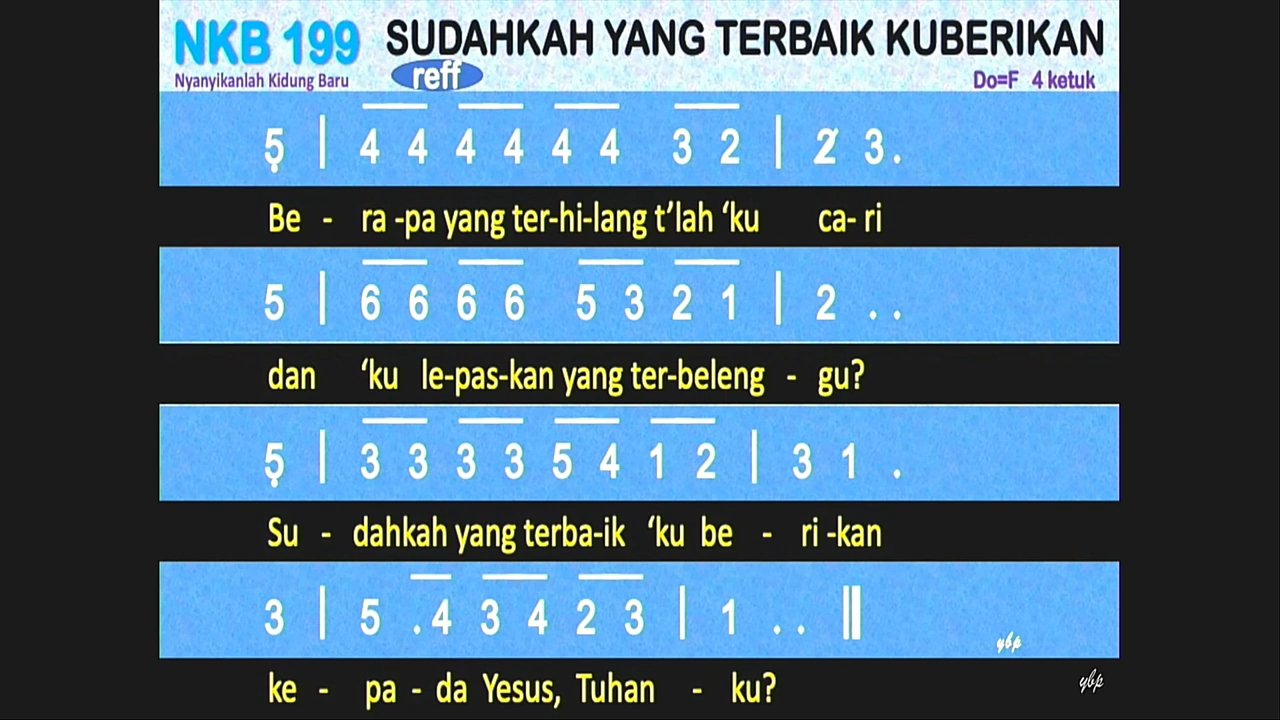 NKB 199 SUDAHKAH YANG TERBAIK KUBERIKAN
Nyanyikanlah Kidung Baru reff Do=F 4 ketuk
5̣ | 4 4 4 4 4 4 3 2 | 2̸ 3 .
Be - ra -pa yang ter-hi-lang t’lah ‘ku ca- ri
5 | 6 6 6 6 5 3 2 1 | 2 . .
dan ‘ku le-pas-kan yang ter-beleng - gu?
5̣ | 3 3 3 3 5 4 1 2 | 3 1 .
Su - dahkah yang terba-ik ‘ku be - ri -kan
3 | 5 . 4 3 4 2 3 | 1 . . ||
ybp
ke - pa - da Yesus, Tuhan - ku?
ybp